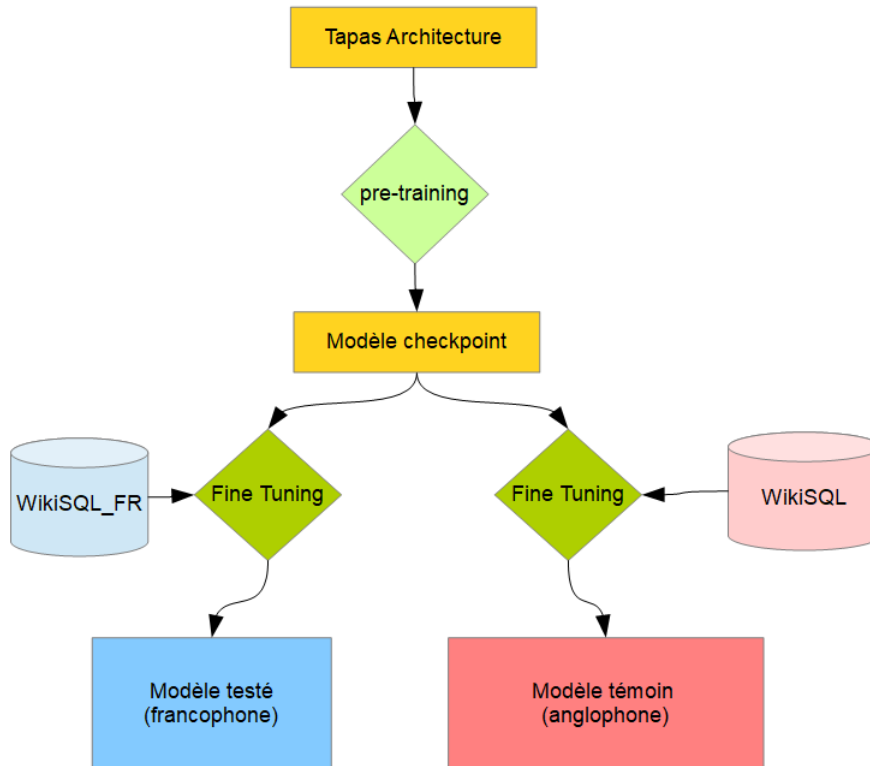 Tapas Architecture
pre-training
Modèle checkpoint
WikiSQL_FR
Fine Tuning
Fine Tuning
WikiSQL
Modèle testé
(francophone)
Modèle témoin
(anglophone)